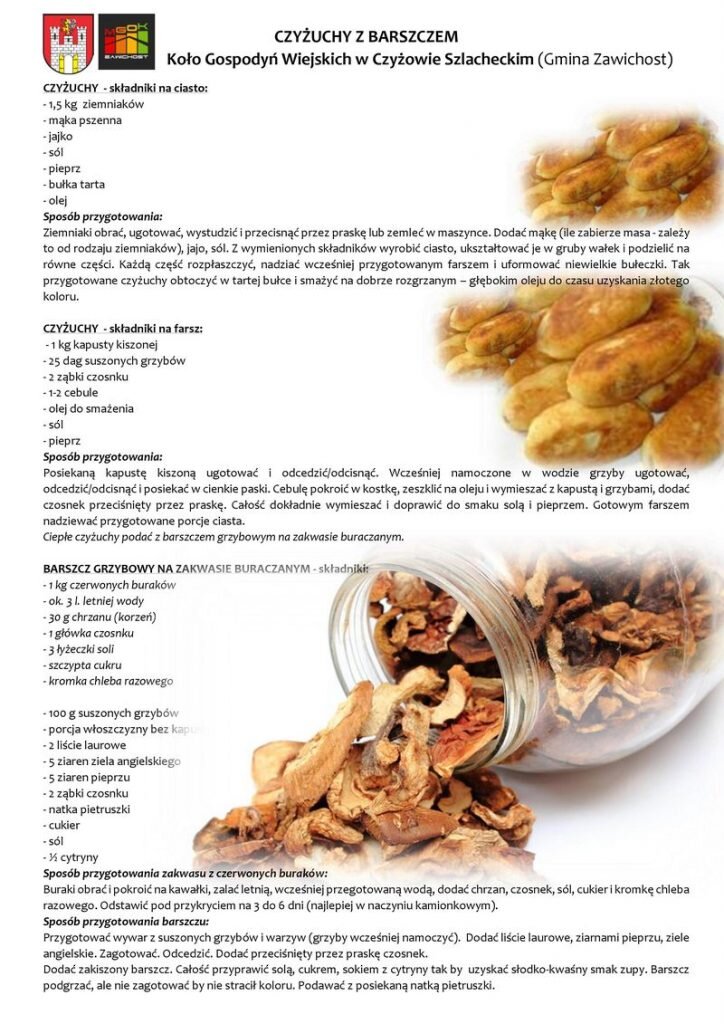 CZYŻUCHY Z BARSZCZEM
Koło Gospodyń Wiejskich w Czyżowie Szlacheckim (Gmina Zawichost)
MGOK
ZAWICHOST
CZYŻUCHY - składniki na ciasto:
- 1,5 kg ziemniaków
- mąka pszenna
- jajko
- sól
- pieprz
- bułka tarta
- olej
Sposób przygotowania:
Ziemniaki obrać, ugotować, wystudzić i przecisnąć przez praskę lub zemleć w maszynce. Dodać mąkę (ile zabierze masa - zależy
to od rodzaju ziemniaków), jajo, sól. Z wymienionych składników wyrobić ciasto, ukształtować je w gruby wałek i podzielić na
równe części. Każdą część rozpłaszczyć, nadziać wcześniej przygotowanym farszem i uformować niewielkie bułeczki. Tak
przygotowane czyżuchy obtoczyć w tartej bułce i smażyć na dobrze rozgrzanym – głębokim oleju do czasu uzyskania złotego
koloru.
CZYŻUCHY - składniki na farsz:
- 1 kg kapusty kiszonej
- 25 dag suszonych grzybów
- 2 ząbki czosnku
- 1-2 cebule
- olej do smażenia
- sól
- pieprz
Sposób przygotowania:
Posiekaną kapustę kiszoną ugotować i odcedzić/odcisnąć. Wcześniej namoczone w wodzie grzyby ugotować,
odcedzić/odcisnąć i posiekać w cienkie paski. Cebulę pokroić w kostkę, zeszklić na oleju i wymieszać z kapustą i grzybami, dodać
czosnek przeciśnięty przez praskę. Całość dokładnie wymieszać i doprawić do smaku solą i pieprzem. Gotowym farszem
nadziewać przygotowane porcje ciasta.
Ciepłe czyżuchy podać z barszczem grzybowym na zakwasie buraczanym.
BARSZCZ GRZYBOWY NA ZAKWASIE BURACZANYM - składniki:
- 1 kg czerwonych buraków
- ok. 3 l. letniej wody
- 30 g chrzanu (korzeń)
- 1 główka czosnku
- 3 łyżeczki soli
- szczypta cukru
- kromka chleba razowego
- 100 g suszonych grzybów
- porcja włoszczyzny bez kapusty
- 2 liście laurowe
- 5 ziaren ziela angielskiego
- 5 ziaren pieprzu
- 2 ząbki czosnku
- natka pietruszki
- cukier
- sól
- ½ cytryny
Sposób przygotowania zakwasu z czerwonych buraków:
Buraki obrać i pokroić na kawałki, zalać letnią, wcześniej przegotowaną wodą, dodać chrzan, czosnek, sól, cukier i kromkę chleba
razowego. Odstawić pod przykryciem na 3 do 6 dni (najlepiej w naczyniu kamionkowym).
Sposób przygotowania barszczu:
Przygotować wywar z suszonych grzybów i warzyw (grzyby wcześniej namoczyć). Dodać liście laurowe, ziarnami pieprzu, ziele
angielskie. Zagotować. Odcedzić. Dodać przeciśnięty przez praskę czosnek.
Dodać zakiszony barszcz. Całość przyprawić solą, cukrem, sokiem z cytryny tak by uzyskać słodko-kwaśny smak zupy. Barszcz
podgrzać, ale nie zagotować by nie stracił koloru. Podawać z posiekaną natką pietruszki.